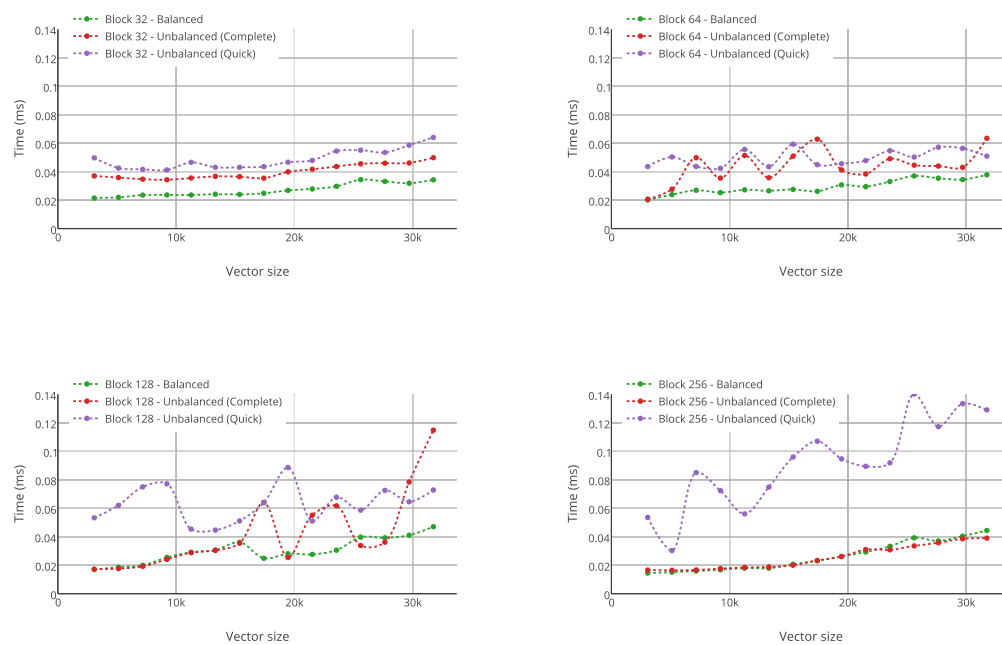 Block 32 - Balanced
Block 32 - Unbalanced (Complete)
Block 32 - Unbalanced (Quick)
0.14
0.12
0.1
0.08
0.06
0.04
0.02
0
Time (ms)
0 10k 20k 30k
Vector size
Block 64 - Balanced
Block 64 - Unbalanced (Complete)
Block 64 - Unbalanced (Quick)
0.14
0.12
0.1
0.08
0.06
0.04
0.02
0
Time (ms)
0 10k 20k 30k
Vector size
Block 128 - Balanced
Block 128 - Unbalanced (Complete)
Block 128 - Unbalanced (Quick)
0.14
0.12
0.1
0.08
0.06
0.04
0.02
0
Time (ms)
0 10k 20k 30k
Vector size
Block 256 - Balanced
Block 256 - Unbalanced (Complete)
Block 256 - Unbalanced (Quick)
0.14
0.12
0.1
0.08
0.06
0.04
0.02
0
Time (ms)
0 10k 20k 30k
Vector size